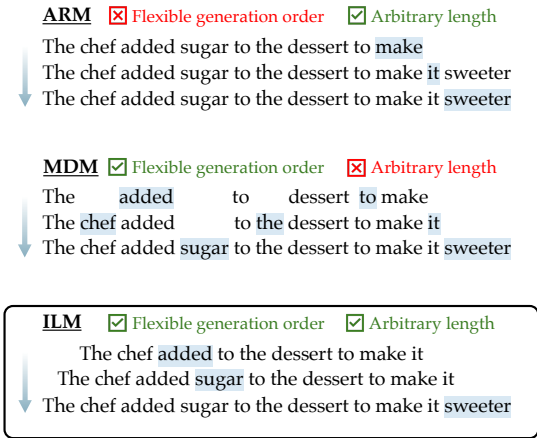 ARM Flexible generation order Arbitrary length
The chef added sugar to the dessert to make
The chef added sugar to the dessert to make it sweeter
The chef added sugar to the dessert to make it sweeter
MDM Flexible generation order Arbitrary length
The added to dessert to make
The chef added to the dessert to make it
The chef added sugar to the dessert to make it sweeter
ILM Flexible generation order Arbitrary length
The chef added to the dessert to make it
The chef added sugar to the dessert to make it
The chef added sugar to the dessert to make it sweeter